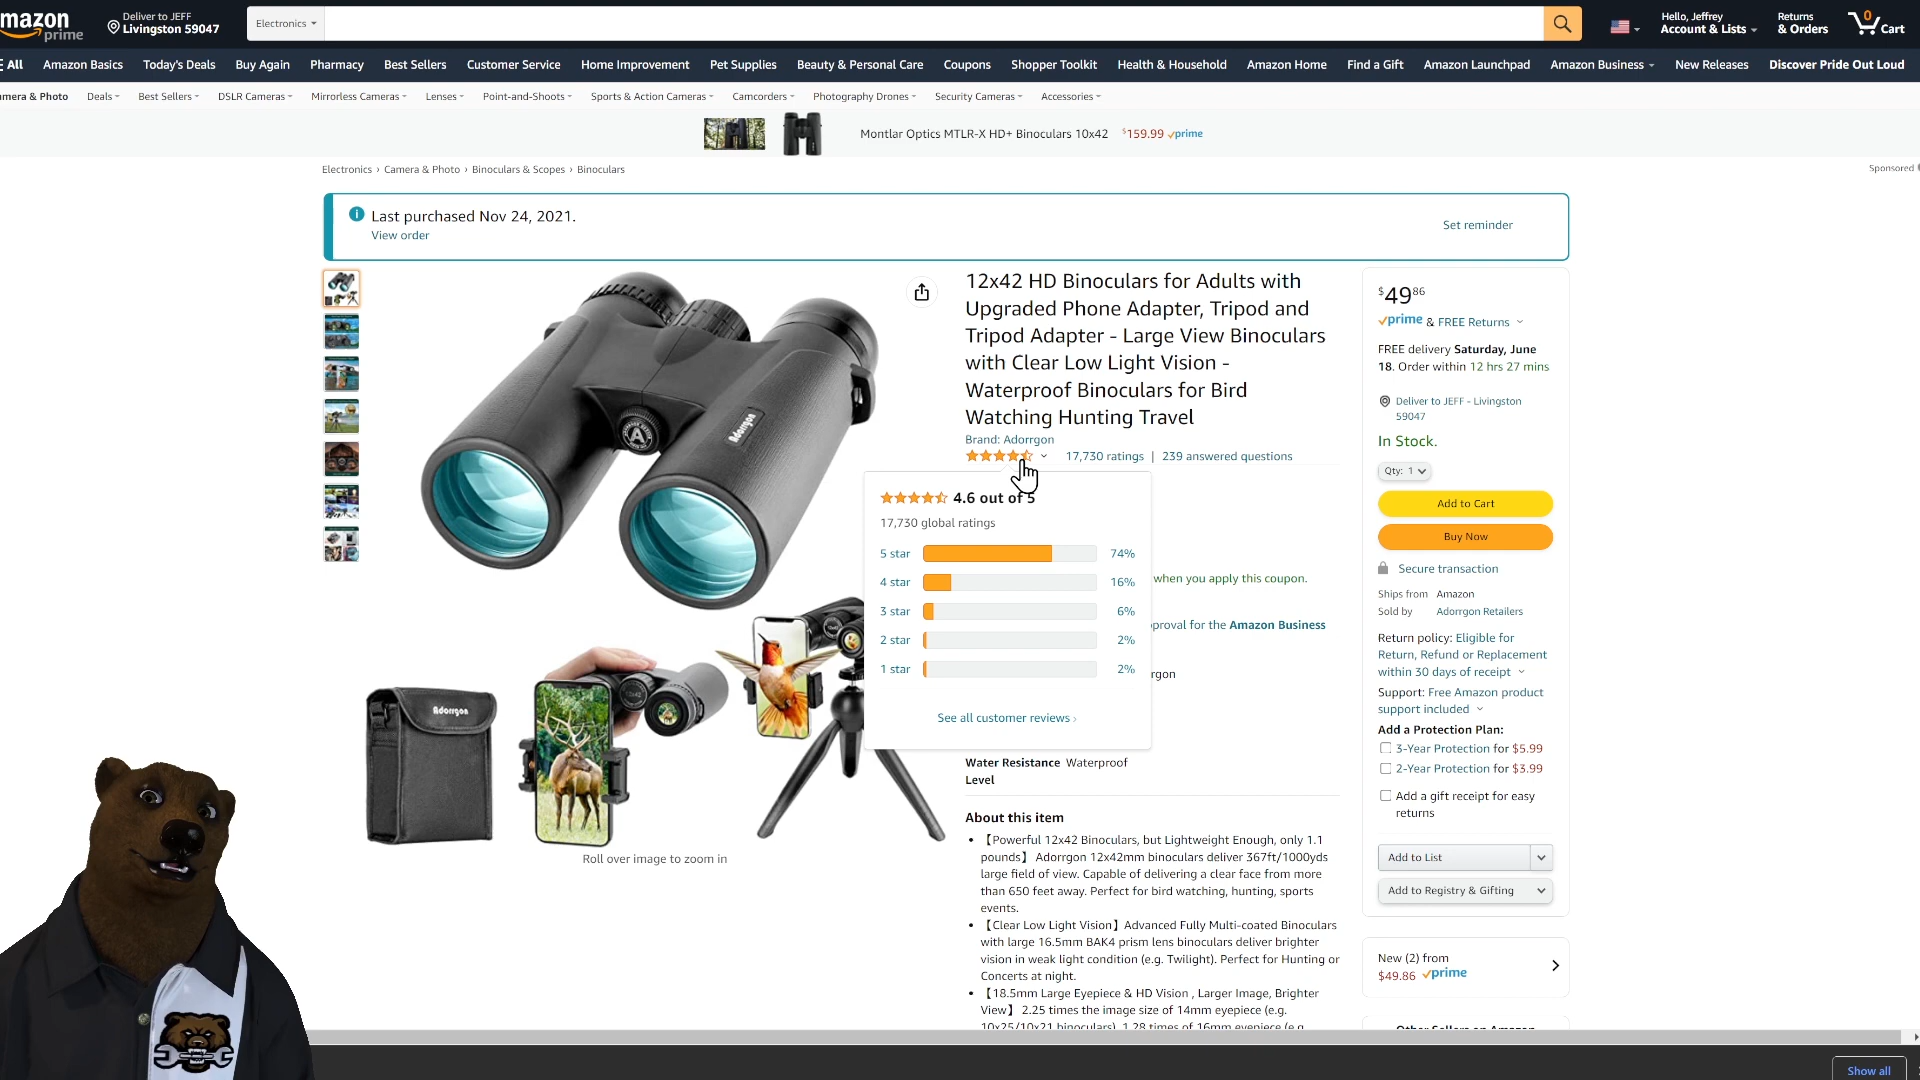 mazon
prime
Deliver to JEFF
Livingston 59047
Electronics
Hello, Jeffrey
Account & Lists
Returns
& Orders
0
Cart
All Amazon Basics Today's Deals Buy Again Pharmacy Best Sellers Customer Service Home Improvement Pet Supplies Beauty & Personal Care Coupons Shopper Toolkit Health & Household Amazon Home Find a Gift Amazon Launchpad Amazon Business New Releases Discover Pride Out Loud
amera & Photo Deals Best Sellers DSLR Cameras Mirrorless Cameras Lenses Point-and-Shoots Sports & Action Cameras Camcorders Photography Drones Security Cameras Accessories
Montlar Optics MTLR-X HD+ Binoculars 10x42 $159.99 prime
Electronics › Camera & Photo › Binoculars & Scopes › Binoculars
Sponsored
Last purchased Nov 24, 2021.
View order
Set reminder
12x42 HD Binoculars for Adults with
Upgraded Phone Adapter, Tripod and
Tripod Adapter - Large View Binoculars
with Clear Low Light Vision -
Waterproof Binoculars for Bird
Watching Hunting Travel
Brand: Adorrgon
17,730 ratings | 239 answered questions
4.6 out of 5
17,730 global ratings
5 star 74%
4 star 16%
3 star 6%
2 star 2%
1 star 2%
See all customer reviews ›
when you apply this coupon.
proval for the Amazon Business
rgon
Water Resistance Waterproof
Level
About this item
• 【Powerful 12x42 Binoculars, but Lightweight Enough, only 1.1
pounds】 Adorrgon 12x42mm binoculars deliver 367ft/1000yds
large field of view. Capable of delivering a clear face from more
than 650 feet away. Perfect for bird watching, hunting, sports
events.
• 【Clear Low Light Vision】Advanced Fully Multi-coated Binoculars
with large 16.5mm BAK4 prism lens binoculars deliver brighter
vision in weak light condition (e.g. Twilight). Perfect for Hunting or
Concerts at night.
• 【18.5mm Large Eyepiece & HD Vision , Larger Image, Brighter
View】 2.25 times the image size of 14mm eyepiece (e.g.
10x25/10x21 binoculars), 1.28 times of 16mm eyepiece (e.g.
Adorrgon
A
Adorrgon
12x42
Roll over image to zoom in
$49 86
prime & FREE Returns
FREE delivery Saturday, June
18. Order within 12 hrs 27 mins
Deliver to JEFF - Livingston
59047
In Stock.
Qty: 1
Add to Cart
Buy Now
Secure transaction
Ships from Amazon
Sold by Adorrgon Retailers
Return policy: Eligible for
Return, Refund or Replacement
within 30 days of receipt
Support: Free Amazon product
support included
Add a Protection Plan:
3-Year Protection for $5.99
2-Year Protection for $3.99
Add a gift receipt for easy
returns
Add to List
Add to Registry & Gifting
New (2) from
$49.86 prime
Other Sellers on Amazon
Show all